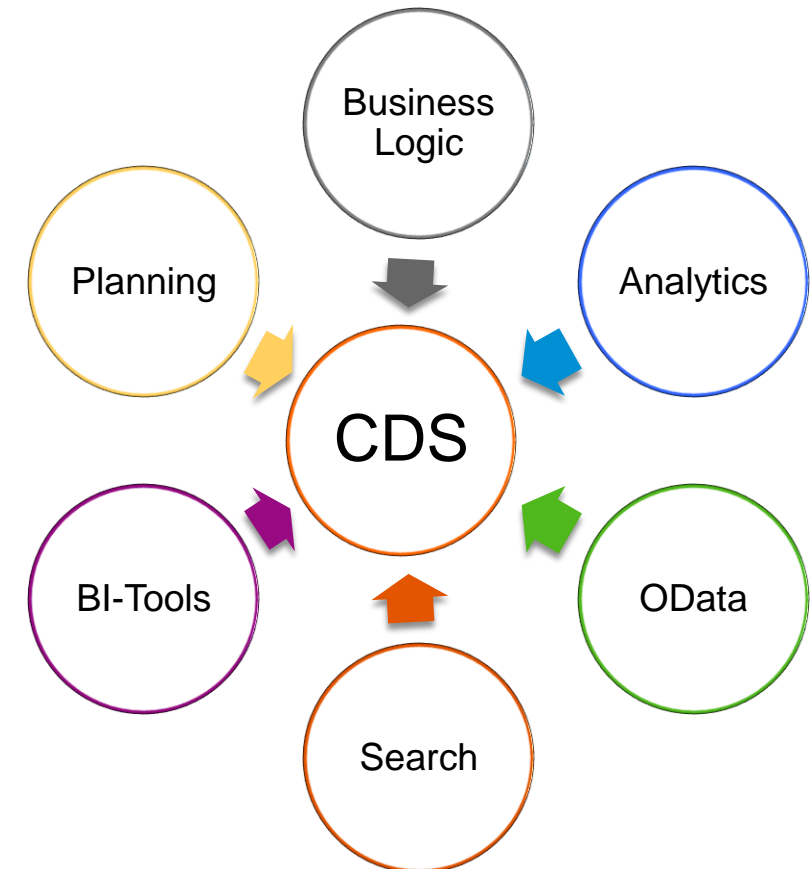 Business
Logic
Planning
Analytics
CDS
BI-Tools
OData
Search